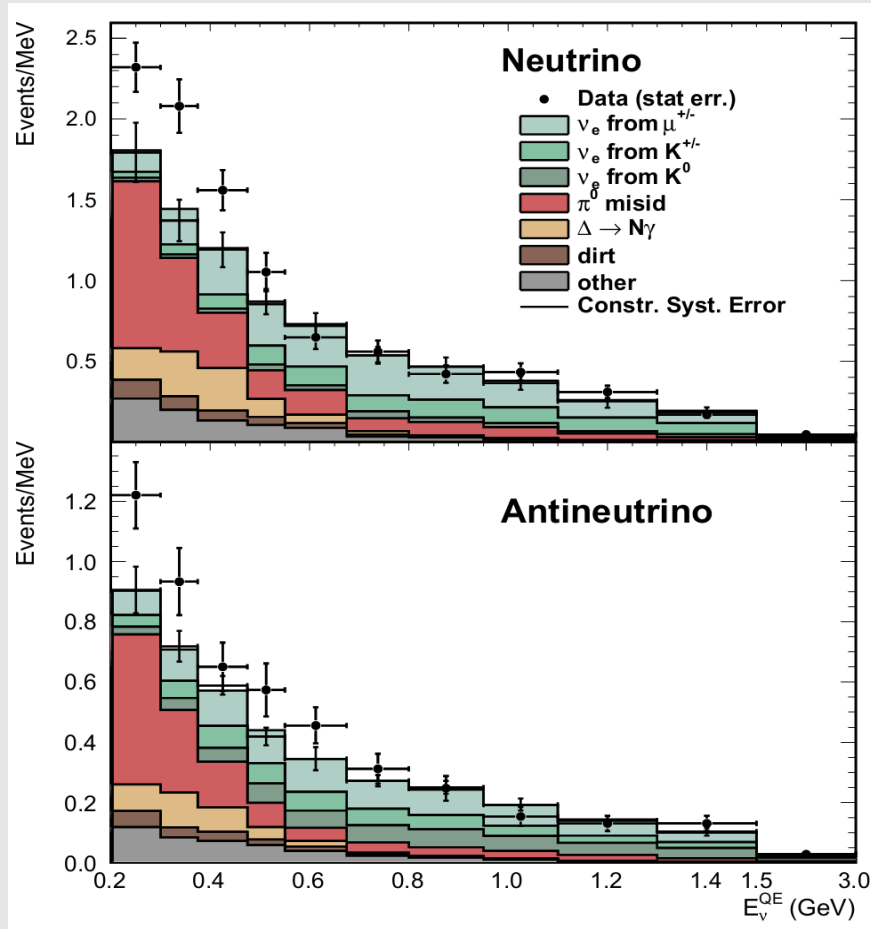 Events/MeV
2.5
2.0
1.5
1.0
0.5
Neutrino
Data (stat err.)
νₑ from μ⁺/⁻
νₑ from K⁺/⁻
νₑ from K⁰
π⁰ misid
Δ → Nγ
dirt
other
Constr. Syst. Error
Events/MeV
1.2
1.0
0.8
0.6
0.4
0.2
0.0
Antineutrino
0.2 0.4 0.6 0.8 1.0 1.2 1.4 1.5 3.0
E_ν^QE (GeV)